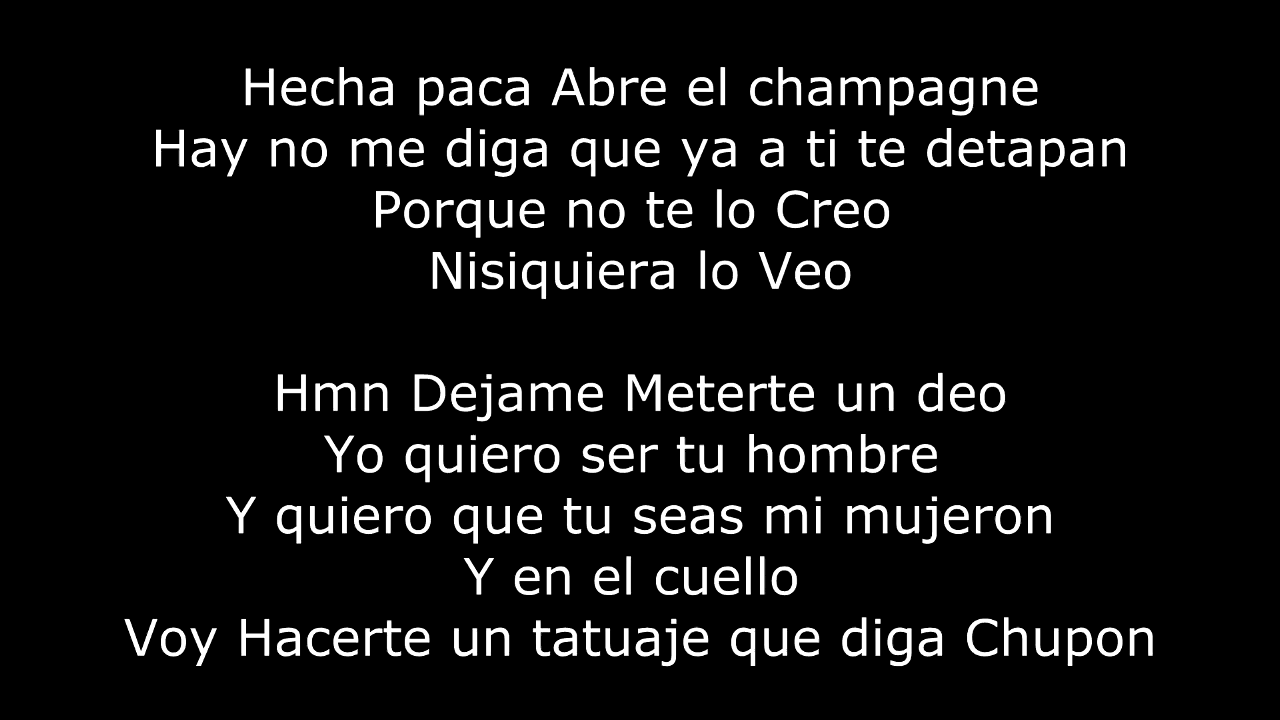 Hecha paca Abre el champagne
Hay no me diga que ya a ti te detapan
Porque no te lo Creo
Nisiquiera lo Veo
Hmn Dejame Meterte un deo
Yo quiero ser tu hombre
Y quiero que tu seas mi mujeron
Y en el cuello
Voy Hacerte un tatuaje que diga Chupon